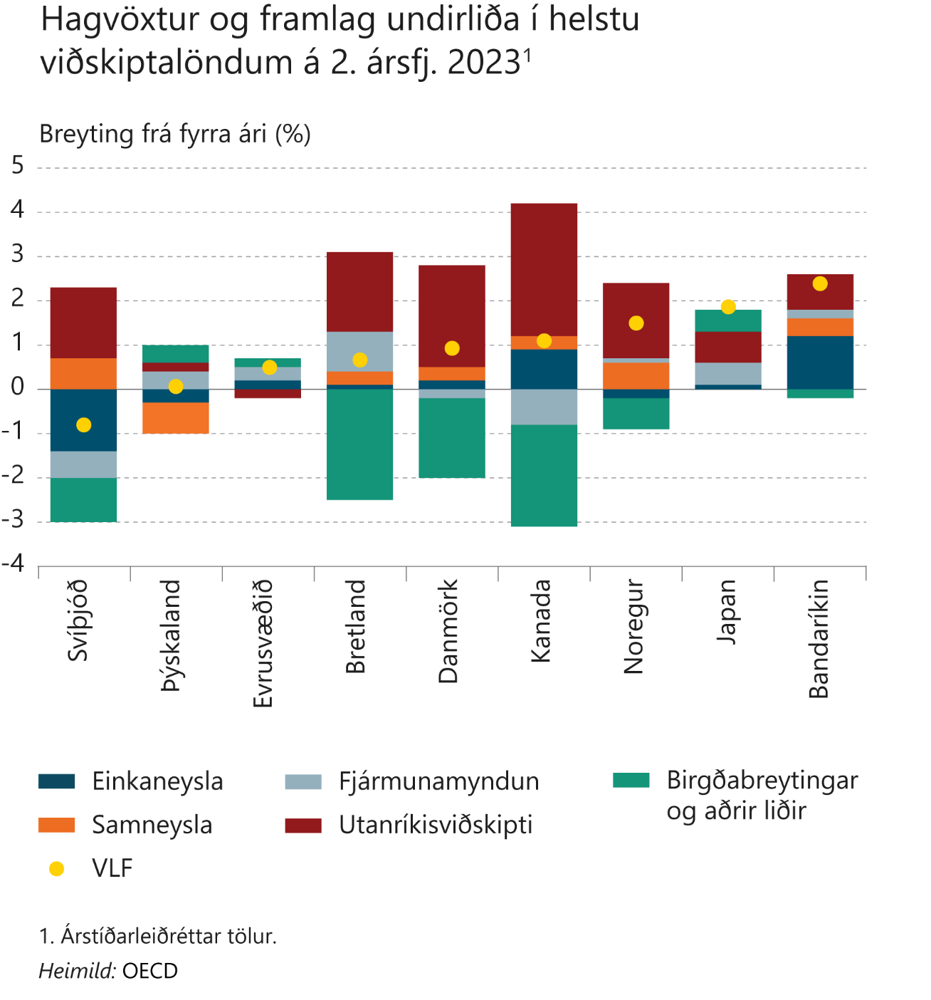 Hagvöxtur og framlag undirliða í helstu
viðskiptalöndum á 2. ársfj. 2023¹
Breyting frá fyrra ári (%)
5
4
3
2
1
0
-1
-2
-3
-4
Svíþjóð
Þýskaland
Evrusvæðið
Bretland
Danmörk
Kanada
Noregur
Japan
Bandaríkin
Einkaneysla
Samneysla
VLF
Fjármunamyndun
Utanríkisviðskipti
Birgðabreytingar
og aðrir liðir
1. Árstíðarleiðréttar tölur.
Heimild: OECD